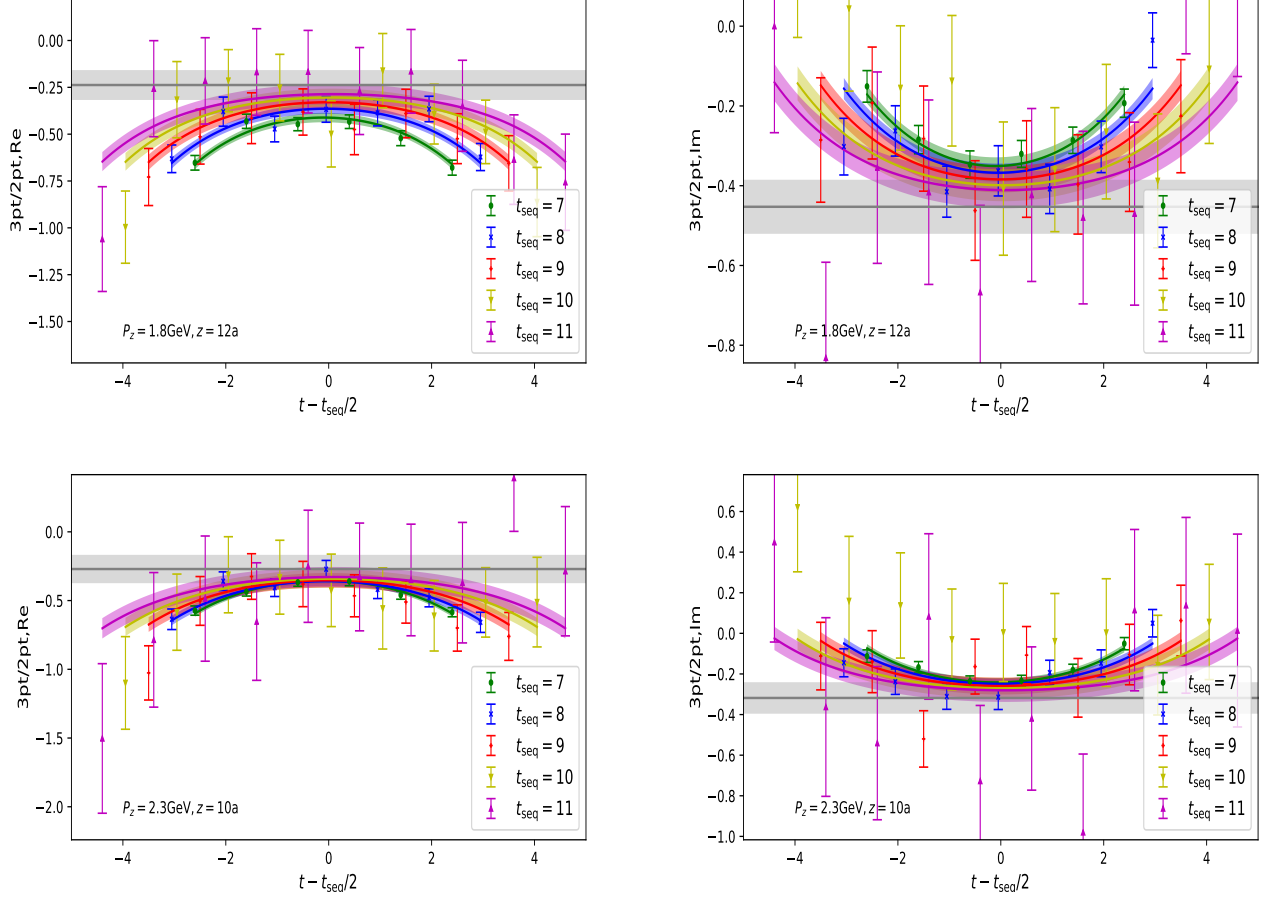 0.00
−0.25
−0.50
−0.75
−1.00
−1.25
−1.50
3pt/2pt,Re
−4 −2 0 2 4
t − t_seq/2
P_z = 1.8GeV, z = 12a
t_seq = 7
t_seq = 8
t_seq = 9
t_seq = 10
t_seq = 11
0.0
−0.2
−0.4
−0.6
−0.8
3pt/2pt,Im
−4 −2 0 2 4
t − t_seq/2
P_z = 1.8GeV, z = 12a
t_seq = 7
t_seq = 8
t_seq = 9
t_seq = 10
t_seq = 11
0.0
−0.5
−1.0
−1.5
−2.0
3pt/2pt,Re
−4 −2 0 2 4
t − t_seq/2
P_z = 2.3GeV, z = 10a
t_seq = 7
t_seq = 8
t_seq = 9
t_seq = 10
t_seq = 11
0.6
0.4
0.2
0.0
−0.2
−0.4
−0.6
−0.8
−1.0
3pt/2pt,Im
−4 −2 0 2 4
t − t_seq/2
P_z = 2.3GeV, z = 10a
t_seq = 7
t_seq = 8
t_seq = 9
t_seq = 10
t_seq = 11